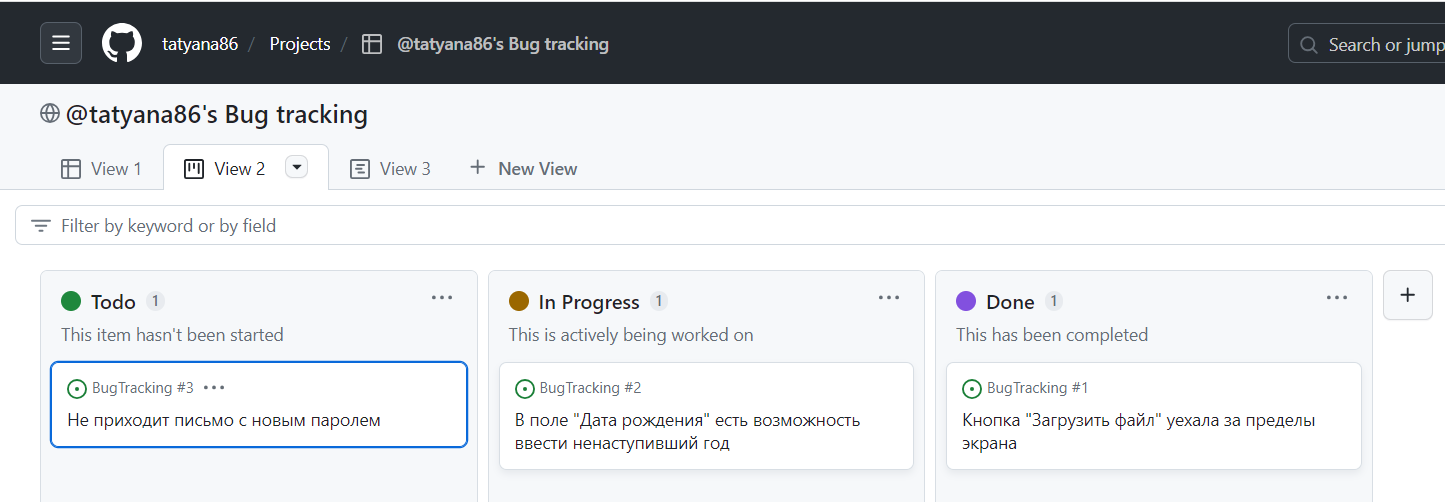 tatyana86 / Projects / @tatyana86's Bug tracking
Search or jump
@tatyana86's Bug tracking
View 1
View 2
View 3
+ New View
Filter by keyword or by field
Todo 1
This item hasn't been started
BugTracking #3 ...
Не приходит письмо с новым паролем
In Progress 1
This is actively being worked on
BugTracking #2
В поле "Дата рождения" есть возможность
ввести ненаступивший год
Done 1
This has been completed
BugTracking #1
Кнопка "Загрузить файл" уехала за пределы
экрана